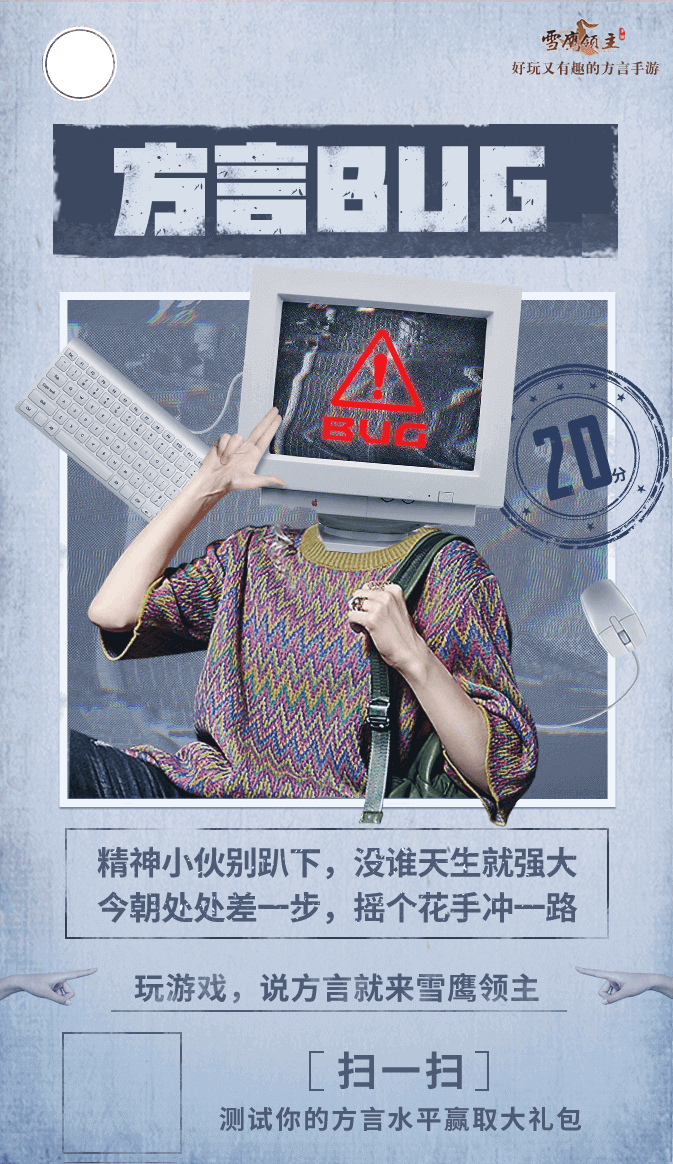 雪鹰领主
好玩又有趣的方言手游
方言BUG
BUG
20分
精神小伙别趴下，没谁天生就强大
今朝处处差一步，摇个花手冲一路
玩游戏，说方言就来雪鹰领主
[ 扫一扫 ]
测试你的方言水平赢取大礼包